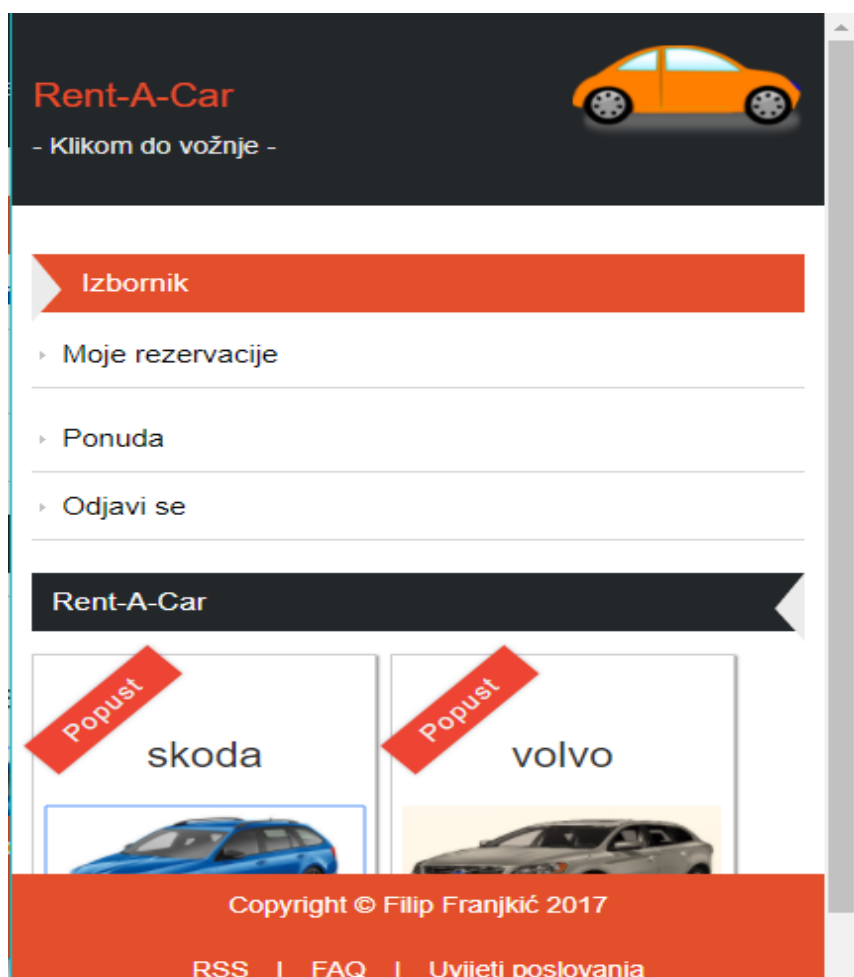 Rent-A-Car
- Klikom do vožnje -
Izbornik
Moje rezervacije
Ponuda
Odjavi se
Rent-A-Car
Popust
skoda
Popust
volvo
Copyright © Filip Franjkić 2017
RSS | FAQ | Uvijeti poslovanja